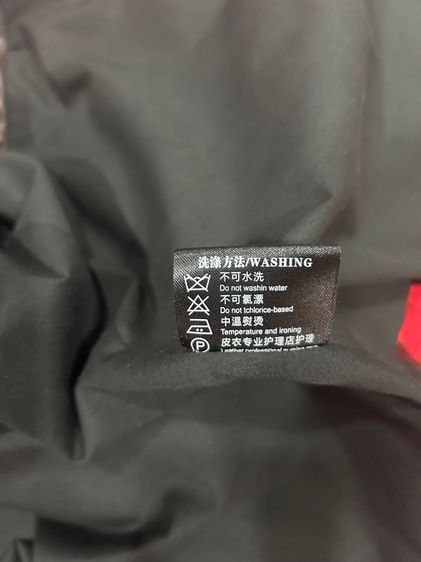 洗涤方法/WASHING
不可水洗
Do not washin water
不可氯漂
Do not tchlorice-based
中温熨烫
Temperature and ironing
P
皮衣专业护理店护理
Leather professional